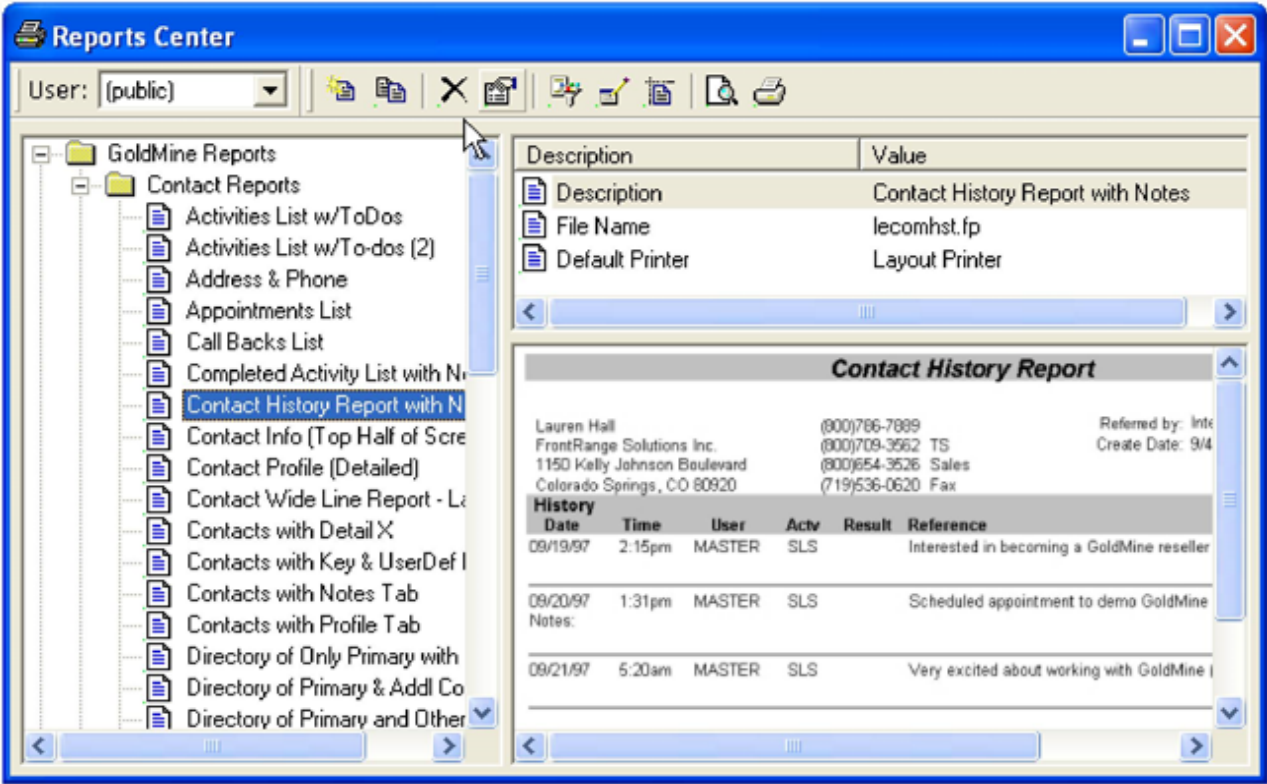 Reports Center
User: (public)
GoldMine Reports
Contact Reports
Activities List w/ToDos
Activities List w/To-dos (2)
Address & Phone
Appointments List
Call Backs List
Completed Activity List with
Contact History Report with N
Contact Info (Top Half of Scre
Contact Profile (Detailed)
Contact Wide Line Report - La
Contacts with Detail X
Contacts with Key & UserDef
Contacts with Notes Tab
Contacts with Profile Tab
Directory of Only Primary with
Directory of Primary & Addl Co
Directory of Primary and Other
Description Value
Description Contact History Report with Notes
File Name lecomhst.fp
Default Printer Layout Printer
Contact History Report
Lauren Hall (800)786-7889 Referred by: Inte
FrontRange Solutions Inc. (800)709-3562 TS Create Date: 9/4
1150 Kelly Johnson Boulevard (800)654-3526 Sales
Colorado Springs, CO 80920 (719)536-0620 Fax
History
Date Time User Actv Result Reference
09/19/97 2:15pm MASTER SLS Interested in becoming a GoldMine reseller
09/20/97 1:31pm MASTER SLS Scheduled appointment to demo GoldMine
Notes:
09/21/97 5:20am MASTER SLS Very excited about working with GoldMine